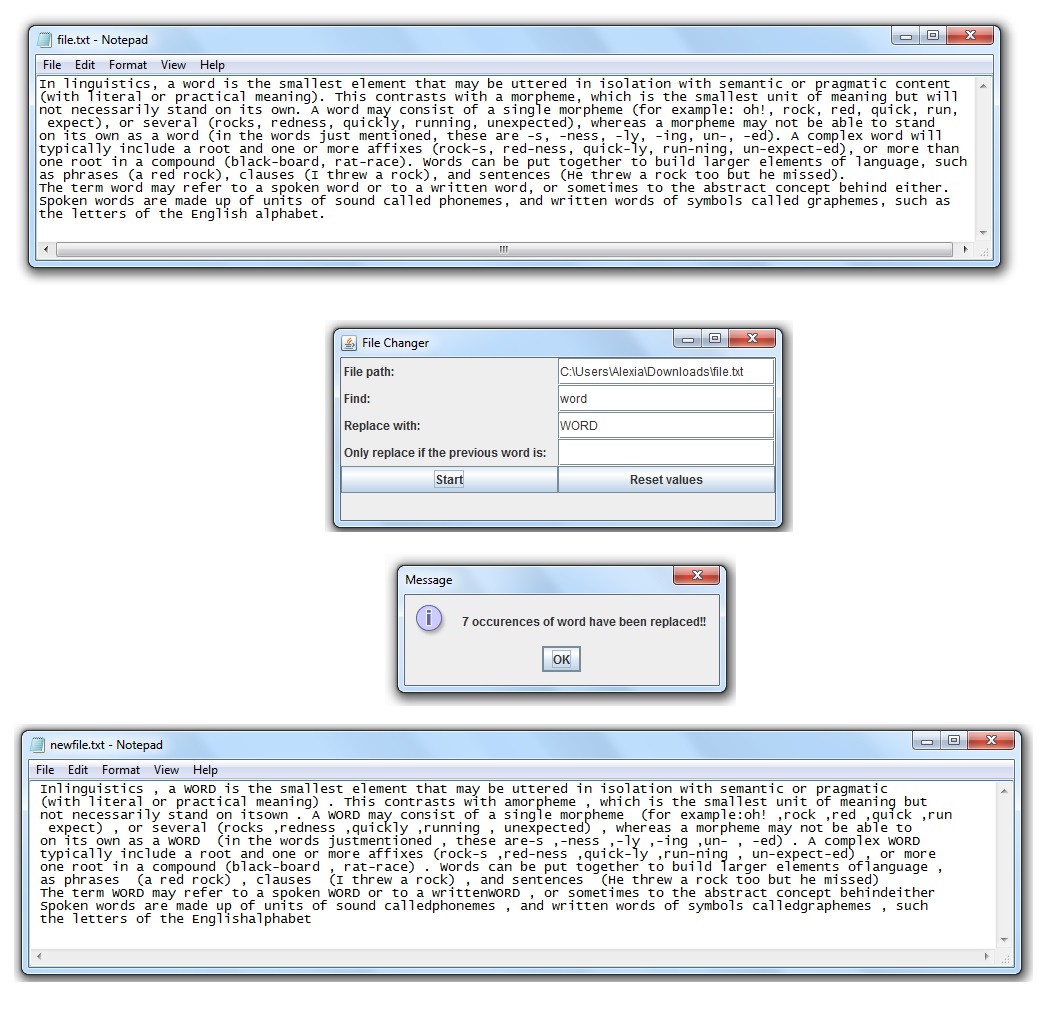 file.txt - Notepad
File Edit Format View Help
In linguistics, a word is the smallest element that may be uttered in isolation with semantic or pragmatic content
(with literal or practical meaning). This contrasts with a morpheme, which is the smallest unit of meaning but will
not necessarily stand on its own. A word may consist of a single morpheme (for example: oh!, rock, red, quick, run,
expect), or several (rocks, redness, quickly, running, unexpected), whereas a morpheme may not be able to stand
on its own as a word (in the words just mentioned, these are -s, -ness, -ly, -ing, un-, -ed). A complex word will
typically include a root and one or more affixes (rock-s, red-ness, quick-ly, run-ning, un-expect-ed), or more than
one root in a compound (black-board, rat-race). Words can be put together to build larger elements of language, such
as phrases (a red rock), clauses (I threw a rock), and sentences (He threw a rock too but he missed).
The term word may refer to a spoken word or to a written word, or sometimes to the abstract concept behind either.
Spoken words are made up of units of sound called phonemes, and written words of symbols called graphemes, such as
the letters of the English alphabet.
File Changer
File path: C:\Users\Alexia\Downloads\file.txt
Find: word
Replace with: WORD
Only replace if the previous word is:
Start Reset values
Message
7 occurences of word have been replaced!!
OK
newfile.txt - Notepad
File Edit Format View Help
Inlinguistics , a WORD is the smallest element that may be uttered in isolation with semantic or pragmatic
(with literal or practical meaning) . This contrasts with amorpheme , which is the smallest unit of meaning but
not necessarily stand on itsown . A WORD may consist of a single morpheme  (for example:oh! ,rock ,red ,quick ,run
expect) , or several (rocks ,redness ,quickly ,running , unexpected) , whereas a morpheme may not be able to
on its own as a WORD  (in the words justmentioned , these are-s ,-ness ,-ly ,-ing ,un- , -ed) . A complex WORD
typically include a root and one or more affixes (rock-s ,red-ness ,quick-ly ,run-ning , un-expect-ed) , or more
one root in a compound (black-board , rat-race) . Words can be put together to build larger elements oflanguage ,
as phrases  (a red rock) , clauses  (I threw a rock) , and sentences  (He threw a rock too but he missed)
The term WORD may refer to a spoken WORD or to a writtenWORD , or sometimes to the abstract concept behindeither
Spoken words are made up of units of sound calledphonemes , and written words of symbols calledgraphemes , such
the letters of the Englishalphabet